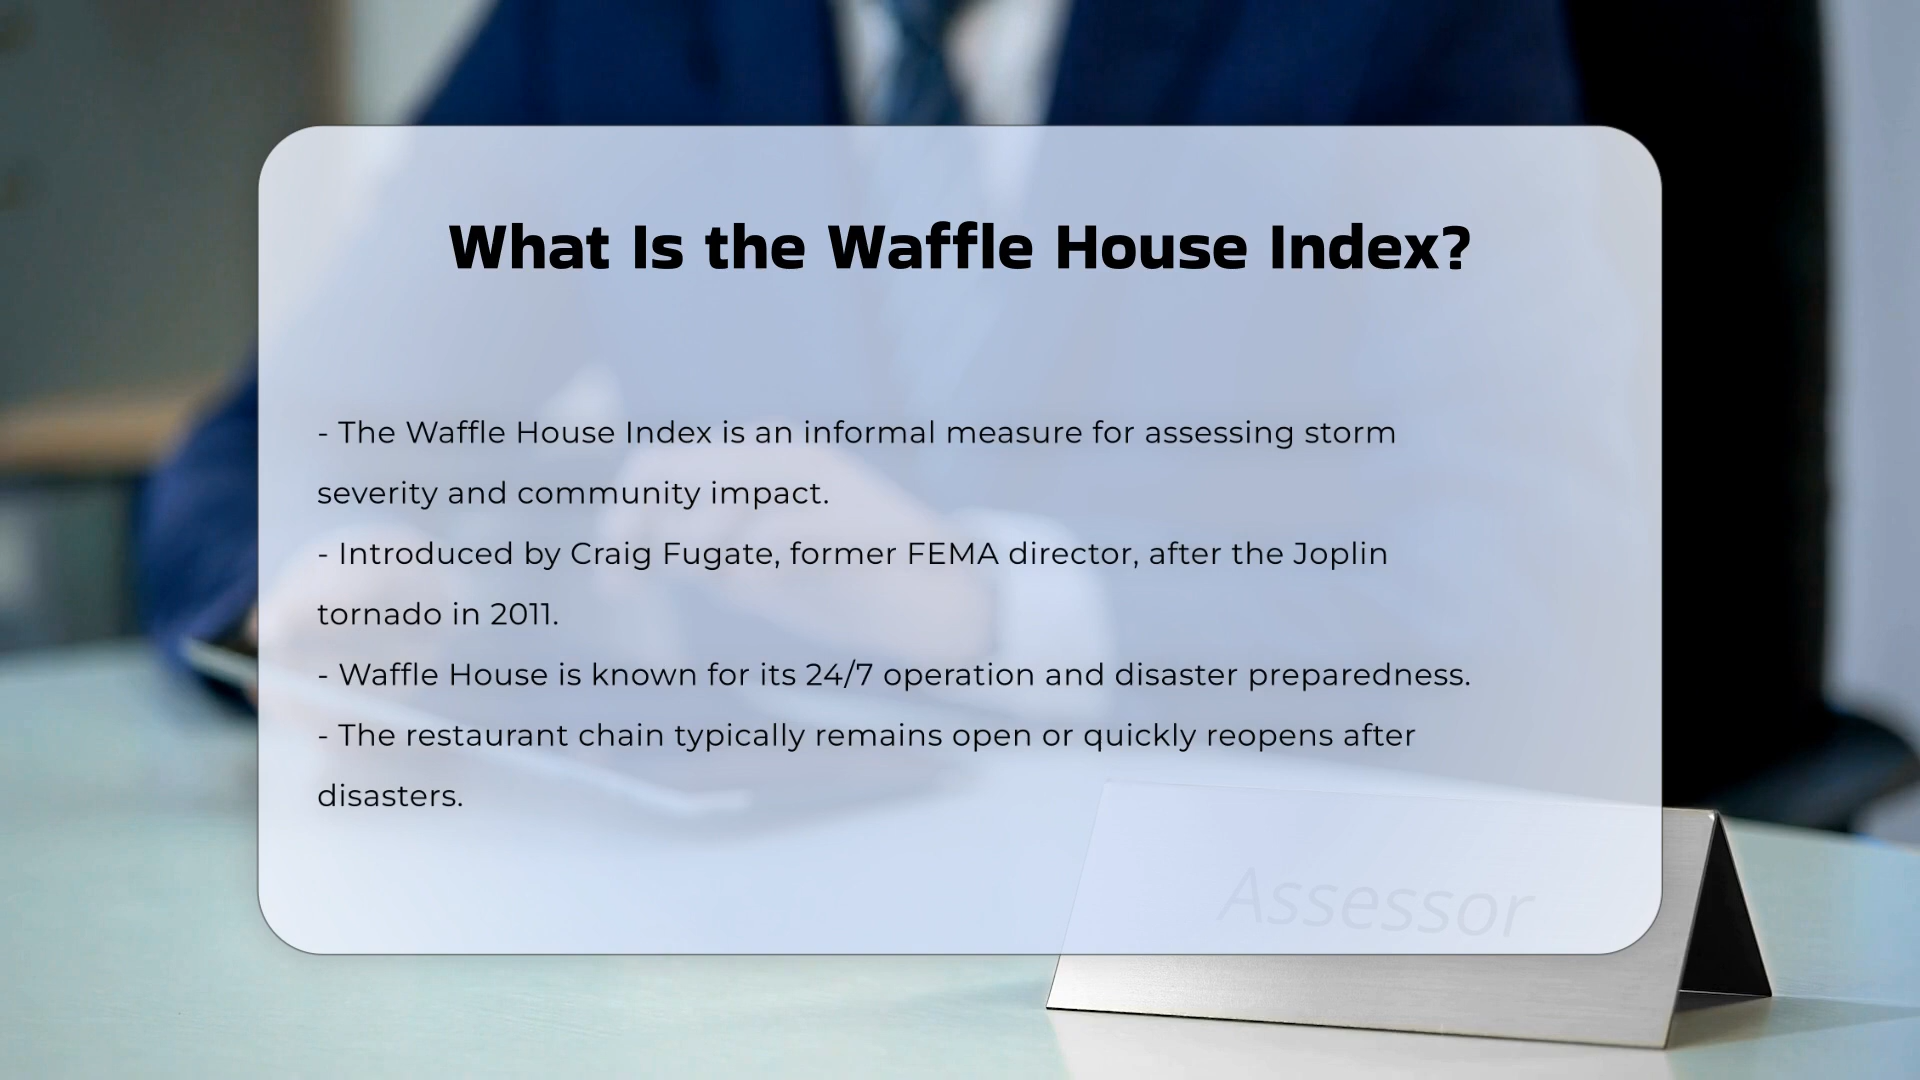 What Is the Waffle House Index?
- The Waffle House Index is an informal measure for assessing storm
severity and community impact.
- Introduced by Craig Fugate, former FEMA director, after the Joplin
tornado in 2011.
- Waffle House is known for its 24/7 operation and disaster preparedness.
- The restaurant chain typically remains open or quickly reopens after
disasters.
Assessor